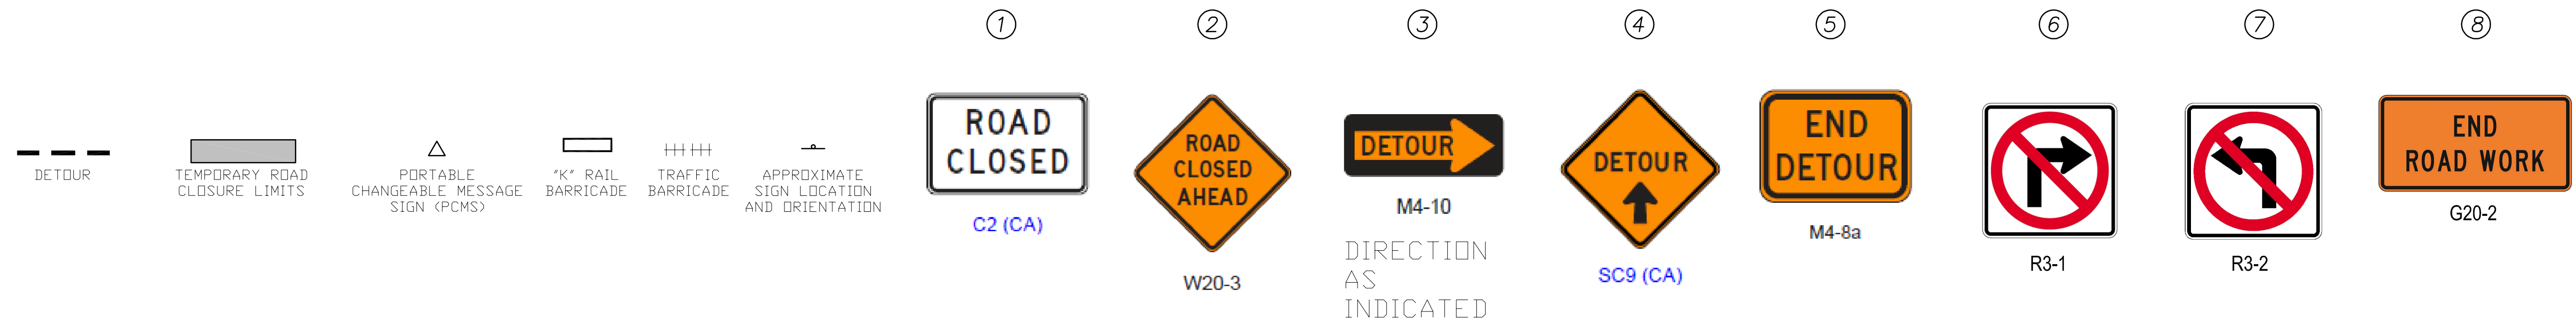 1
2
3
4
5
6
7
8
DETOUR
TEMPORARY ROAD
CLOSURE LIMITS
PORTABLE
CHANGEABLE MESSAGE
SIGN (PCMS)
"K" RAIL
BARRICADE
TRAFFIC
BARRICADE
APPROXIMATE
SIGN LOCATION
AND ORIENTATION
ROAD
CLOSED
C2 (CA)
ROAD
CLOSED
AHEAD
W20-3
DETOUR
M4-10
DIRECTION
AS
INDICATED
DETOUR
SC9 (CA)
END
DETOUR
M4-8a
R3-1
R3-2
END
ROAD WORK
G20-2